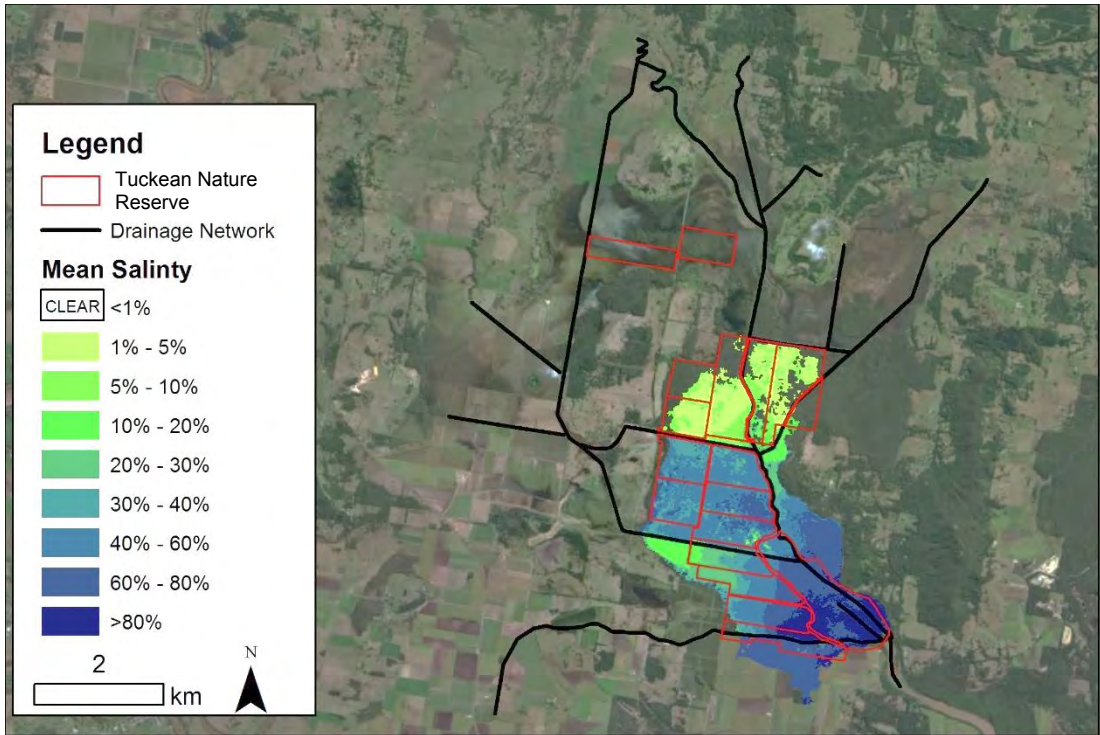 Legend
Tuckean Nature
Reserve
Drainage Network
Mean Salinty
CLEAR <1%
1% - 5%
5% - 10%
10% - 20%
20% - 30%
30% - 40%
40% - 60%
60% - 80%
>80%
2
km
N